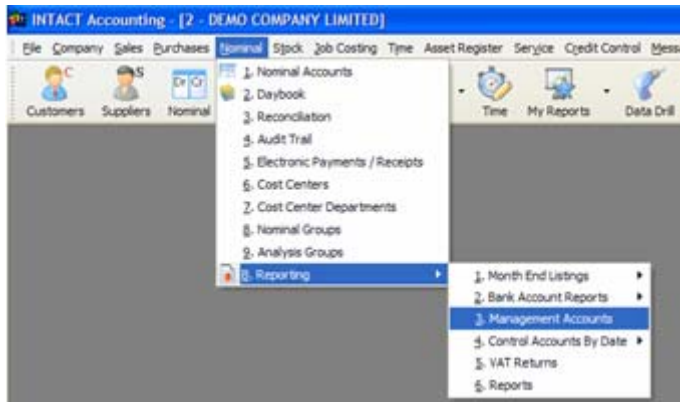 INTACT Accounting - [2 - DEMO COMPANY LIMITED]
File Company Sales Purchases Nominal Stock Job Costing Time Asset Register Service Credit Control
Customers Suppliers Nominal Time My Reports Data Drill
1. Nominal Accounts
2. Daybook
3. Reconciliation
4. Audit Trail
5. Electronic Payments / Receipts
6. Cost Centers
7. Cost Center Departments
8. Nominal Groups
9. Analysis Groups
Reporting
1. Month End Listings
2. Bank Account Reports
3. Management Accounts
4. Control Accounts By Date
5. VAT Returns
6. Reports